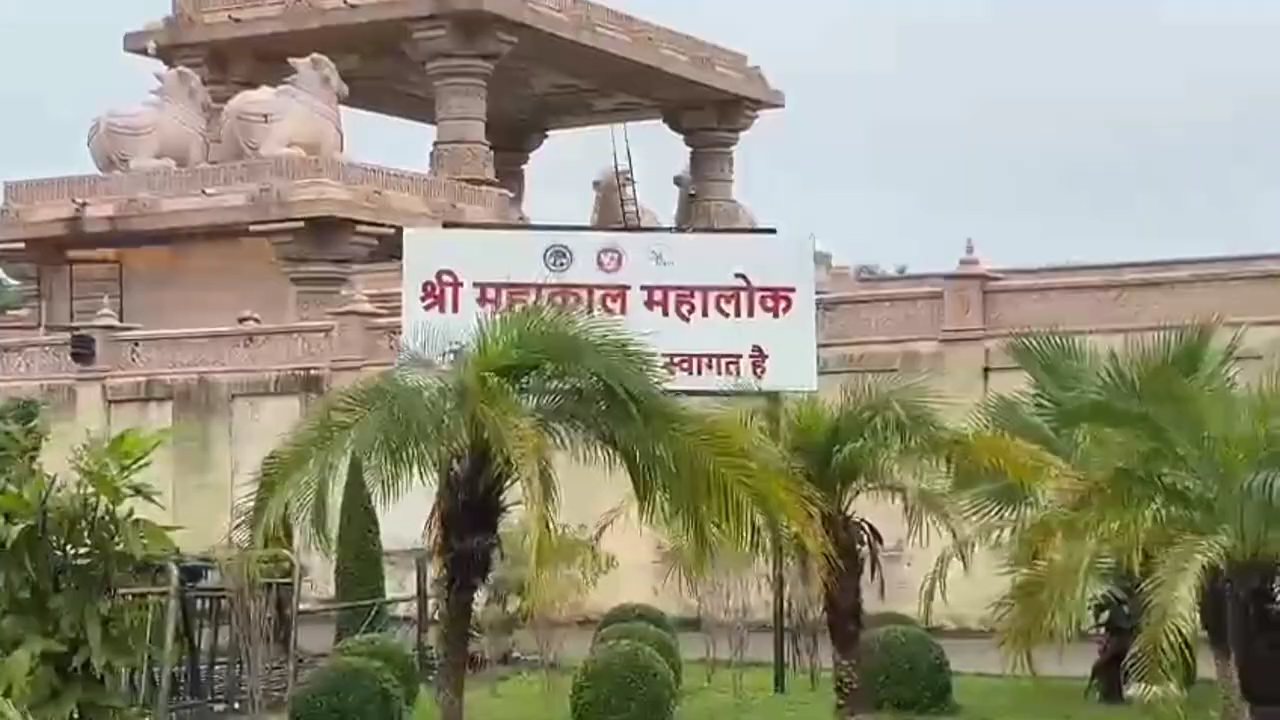 श्री महाकाल महालोक
स्वागत है